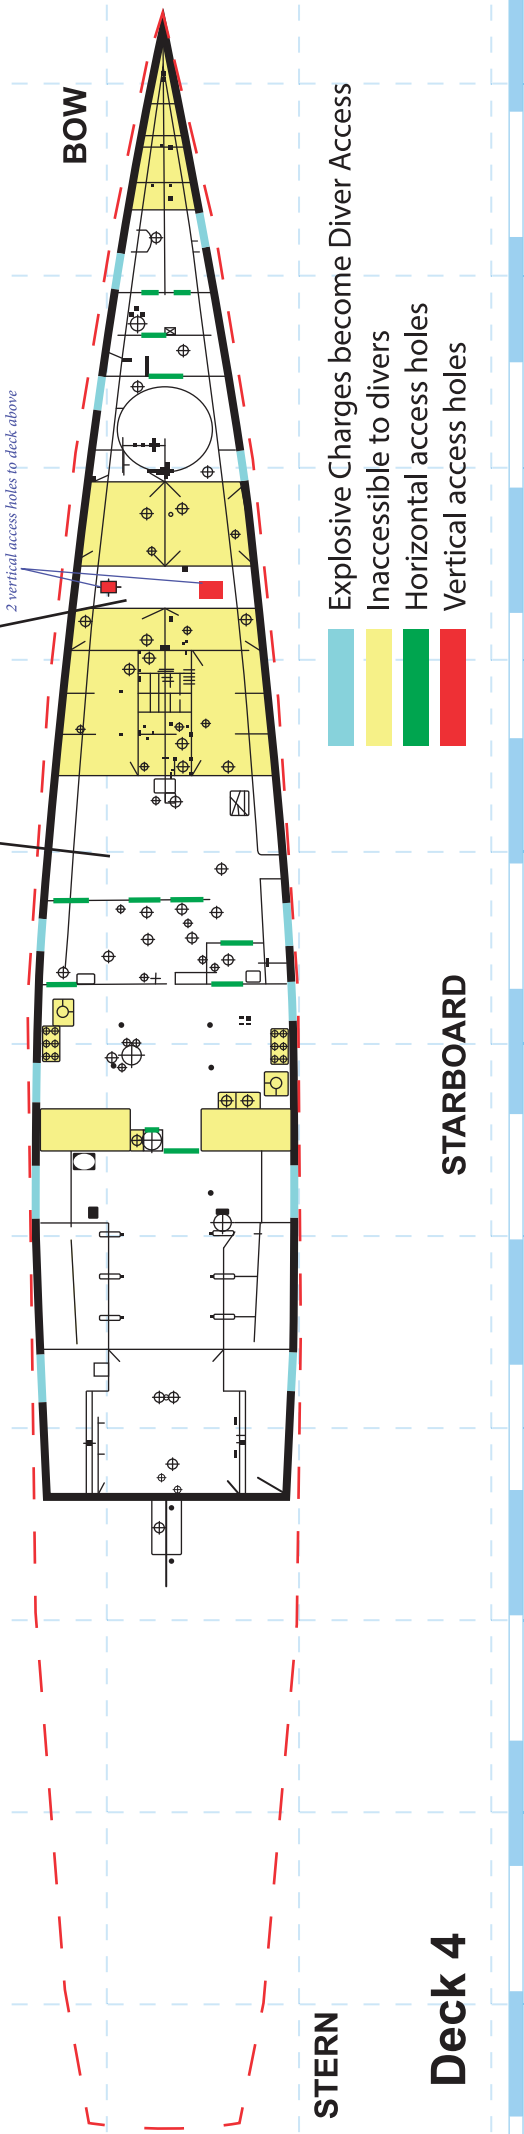 BOW
2 vertical access holes to deck above
Explosive Charges become Diver Access
Inaccessible to divers
Horizontal access holes
Vertical access holes
STARBOARD
STERN
Deck 4